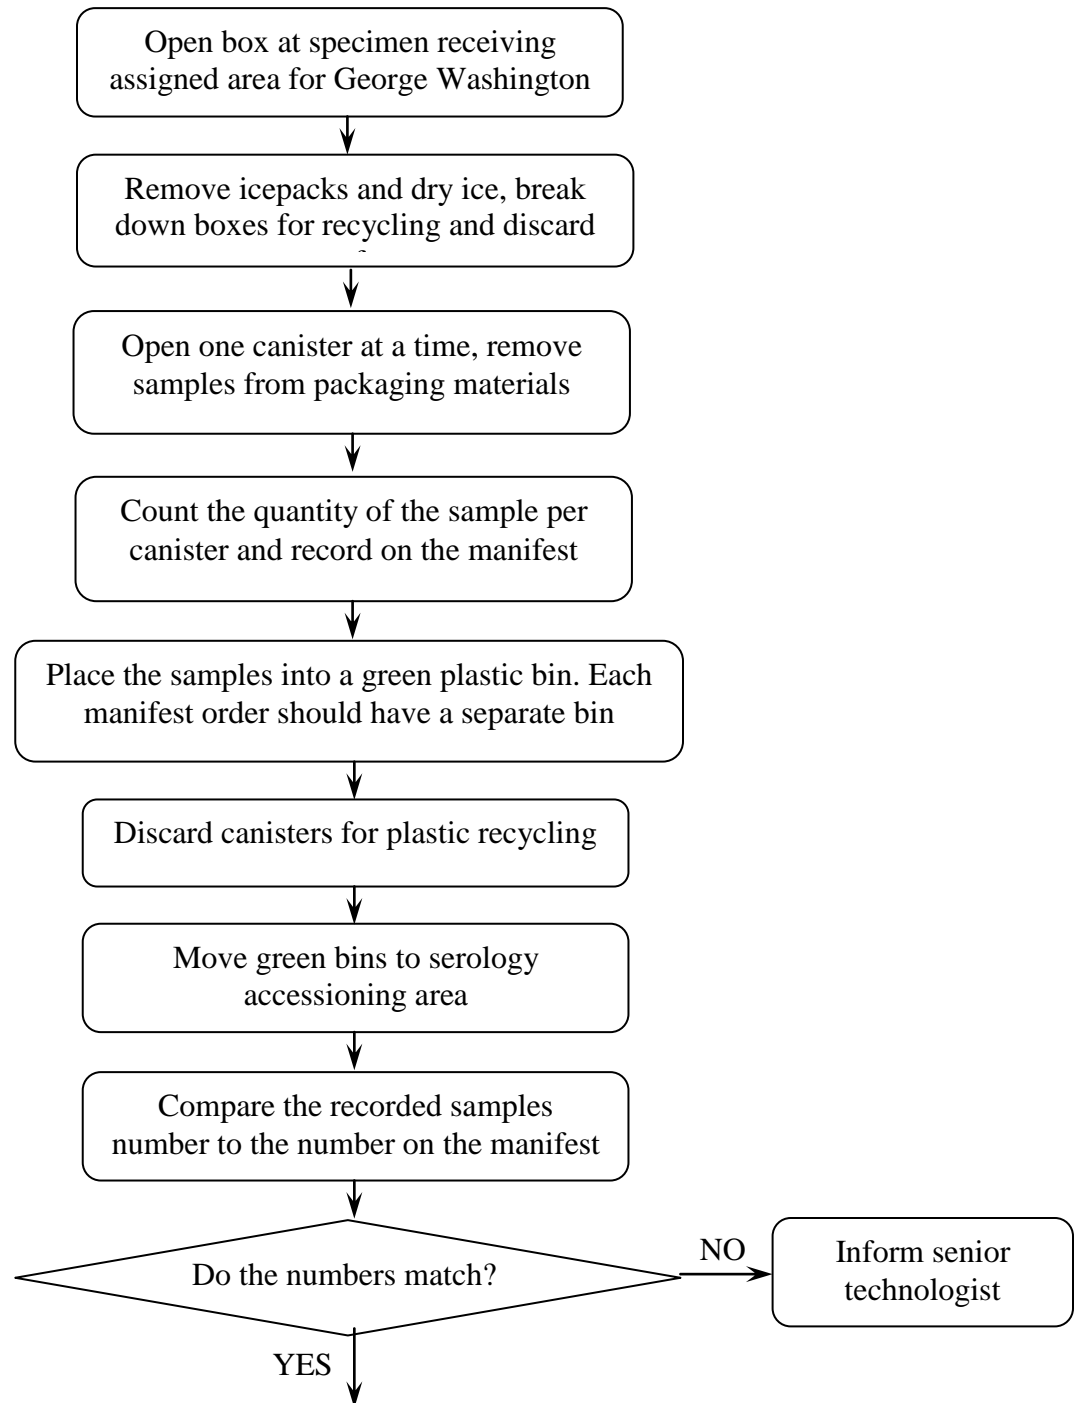 Open box at specimen receiving
assigned area for George Washington
Remove icepacks and dry ice, break
down boxes for recycling and discard
Open one canister at a time, remove
samples from packaging materials
Count the quantity of the sample per
canister and record on the manifest
Place the samples into a green plastic bin. Each
manifest order should have a separate bin
Discard canisters for plastic recycling
Move green bins to serology
accessioning area
Compare the recorded samples
number to the number on the manifest
Do the numbers match?
NO
Inform senior
technologist
YES